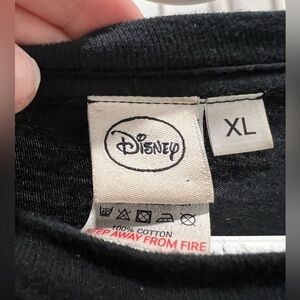 Disney
XL
100% COTTON
KEEP AWAY FROM FIRE